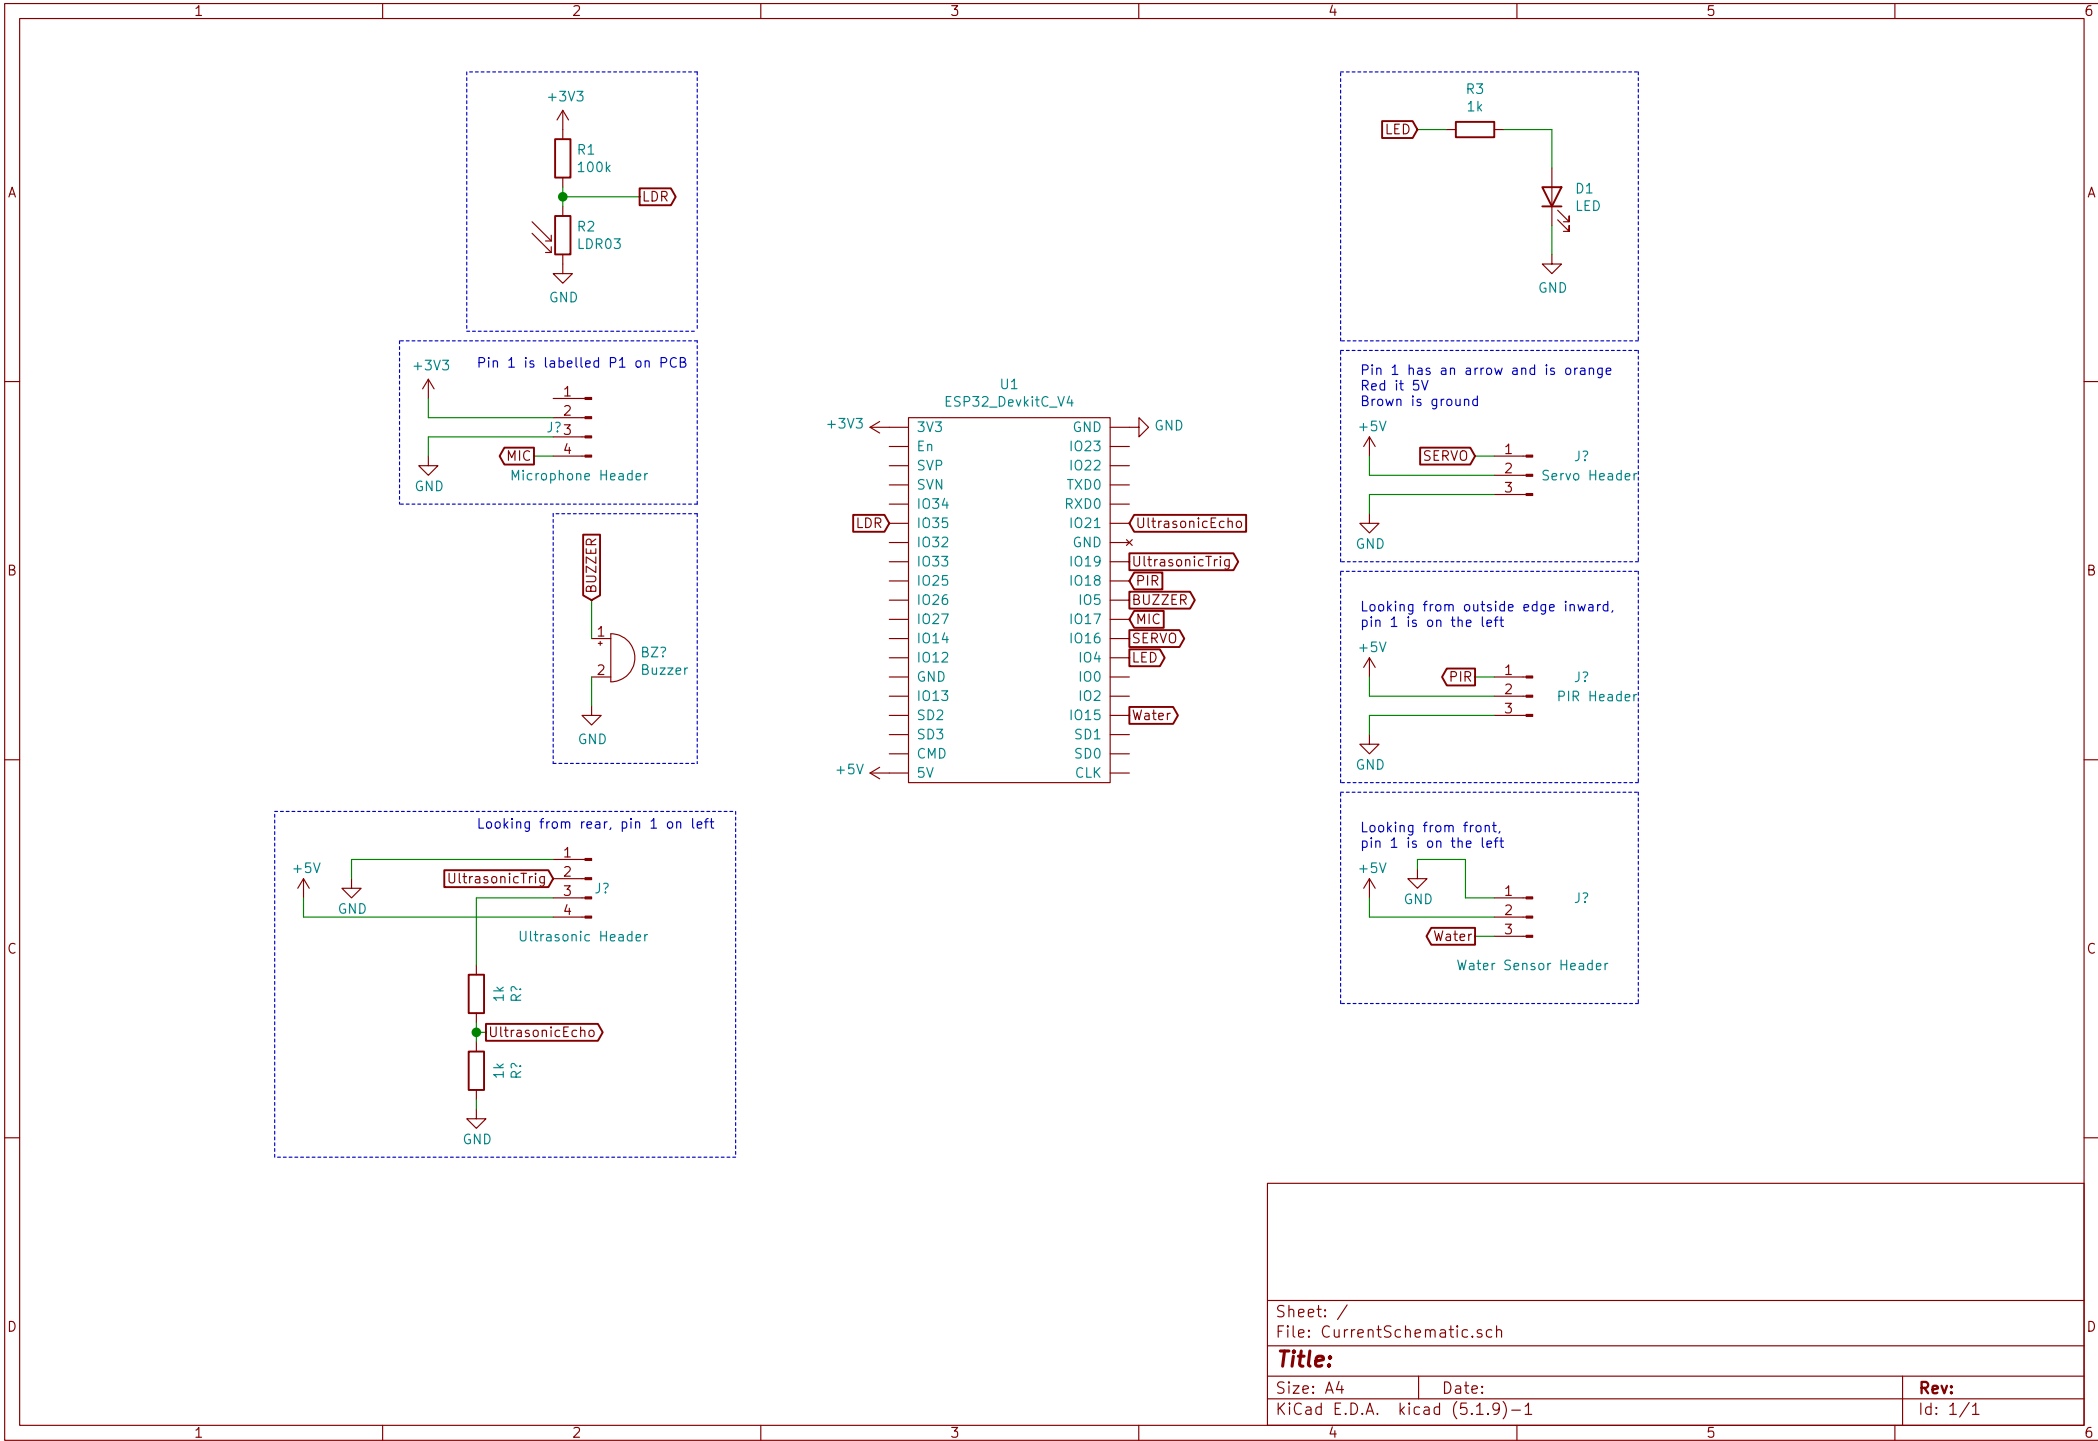 1 2 3 4 5 6
A
B
C
D
+3V3
R1
100k
LDR
R2
LDR03
GND
Pin 1 is labelled P1 on PCB
+3V3
1
2
J?
3
4
MIC
GND
Microphone Header
BUZZER
1
+
2
BZ?
Buzzer
GND
Looking from rear, pin 1 on left
+5V
GND
1
UltrasonicTrig
2
3
J?
4
Ultrasonic Header
1k
R?
UltrasonicEcho
1k
R?
GND
U1
ESP32_DevkitC_V4
+3V3
3V3
En
SVP
SVN
IO34
LDR
IO35
IO32
IO33
IO25
IO26
IO27
IO14
IO12
GND
IO13
SD2
SD3
CMD
+5V
5V
GND
GND
IO23
IO22
TXD0
RXD0
IO21
UltrasonicEcho
GND
IO19
UltrasonicTrig
IO18
PIR
IO5
BUZZER
IO17
MIC
IO16
SERVO
IO4
LED
IO0
IO2
IO15
Water
SD1
SD0
CLK
R3
1k
LED
D1
LED
GND
Pin 1 has an arrow and is orange
Red it 5V
Brown is ground
+5V
SERVO
1
2
3
J?
Servo Header
GND
Looking from outside edge inward,
pin 1 is on the left
+5V
PIR
1
2
3
J?
PIR Header
GND
Looking from front,
pin 1 is on the left
+5V
GND
1
2
3
J?
Water
Water Sensor Header
A
B
C
D
Sheet: /
File: CurrentSchematic.sch
Title:
Size: A4
Date:
Rev:
KiCad E.D.A. kicad (5.1.9)-1
Id: 1/1
1 2 3 4 5 6